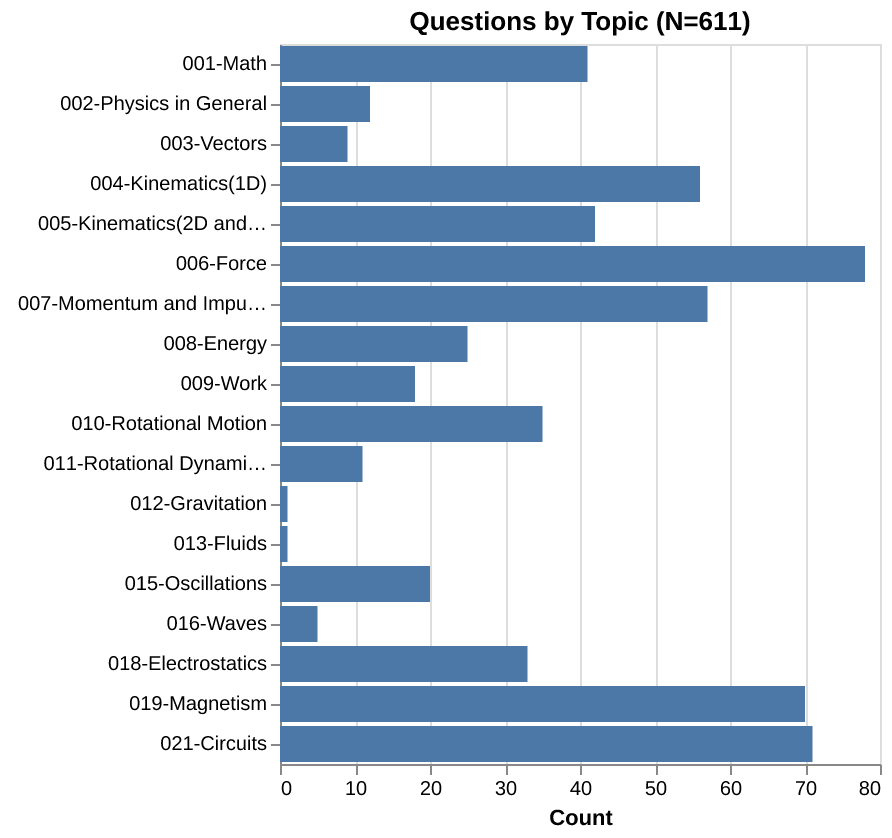 Questions by Topic (N=611)
001-Math
002-Physics in General
003-Vectors
004-Kinematics(1D)
005-Kinematics(2D and…
006-Force
007-Momentum and Impu…
008-Energy
009-Work
010-Rotational Motion
011-Rotational Dynami…
012-Gravitation
013-Fluids
015-Oscillations
016-Waves
018-Electrostatics
019-Magnetism
021-Circuits
0 10 20 30 40 50 60 70 80
Count